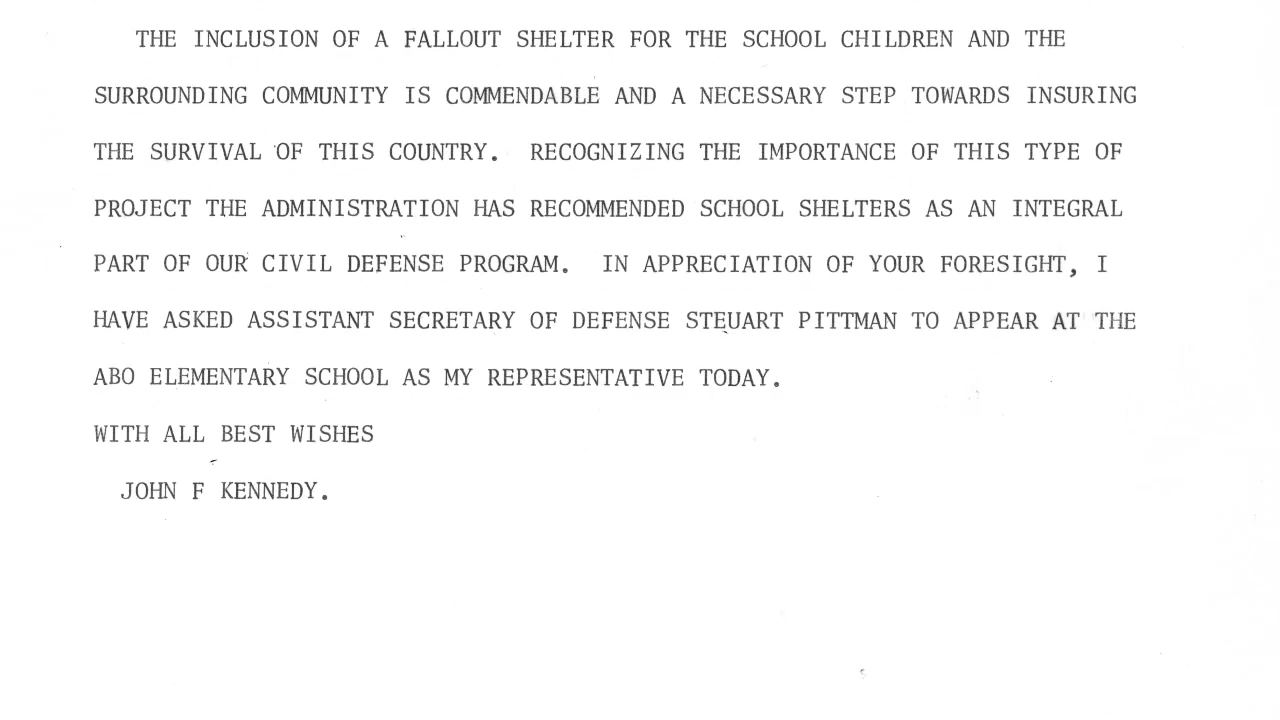 THE INCLUSION OF A FALLOUT SHELTER FOR THE SCHOOL CHILDREN AND THE
SURROUNDING COMMUNITY IS COMMENDABLE AND A NECESSARY STEP TOWARDS INSURING
THE SURVIVAL OF THIS COUNTRY. RECOGNIZING THE IMPORTANCE OF THIS TYPE OF
PROJECT THE ADMINISTRATION HAS RECOMMENDED SCHOOL SHELTERS AS AN INTEGRAL
PART OF OUR CIVIL DEFENSE PROGRAM. IN APPRECIATION OF YOUR FORESIGHT, I
HAVE ASKED ASSISTANT SECRETARY OF DEFENSE STEUART PITTMAN TO APPEAR AT THE
ABO ELEMENTARY SCHOOL AS MY REPRESENTATIVE TODAY.
WITH ALL BEST WISHES
JOHN F KENNEDY.